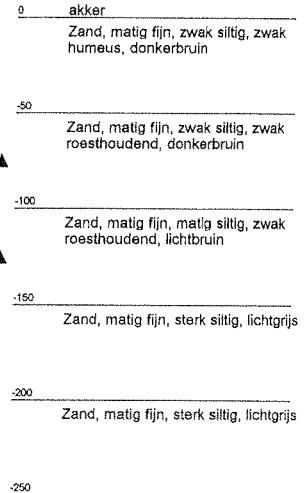 0 akker
Zand, matig fijn, zwak siltig, zwak
humeus, donkerbruin
-50
Zand, matig fijn, zwak siltig, zwak
roesthoudend, donkerbruin
-100
Zand, matig fijn, matig siltig, zwak
roesthoudend, lichtbruin
-150
Zand, matig fijn, sterk siltig, lichtgrijs
-200
Zand, matig fijn, sterk siltig, lichtgrijs
-250